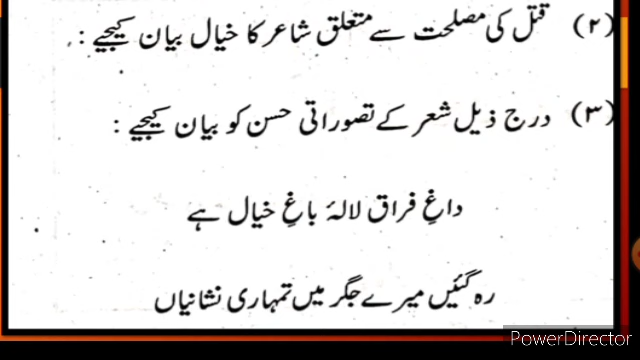 (۲) قتل کی مصلحت سے متعلق شاعر کا خیال بیان کیجیے :
(۳) درج ذیل شعر کے تصوراتی حسن کو بیان کیجیے :
داغِ فراق لالۂ باغِ خیال ہے
رہ گئیں میرے جگر میں تمہاری نشانیاں
PowerDirector